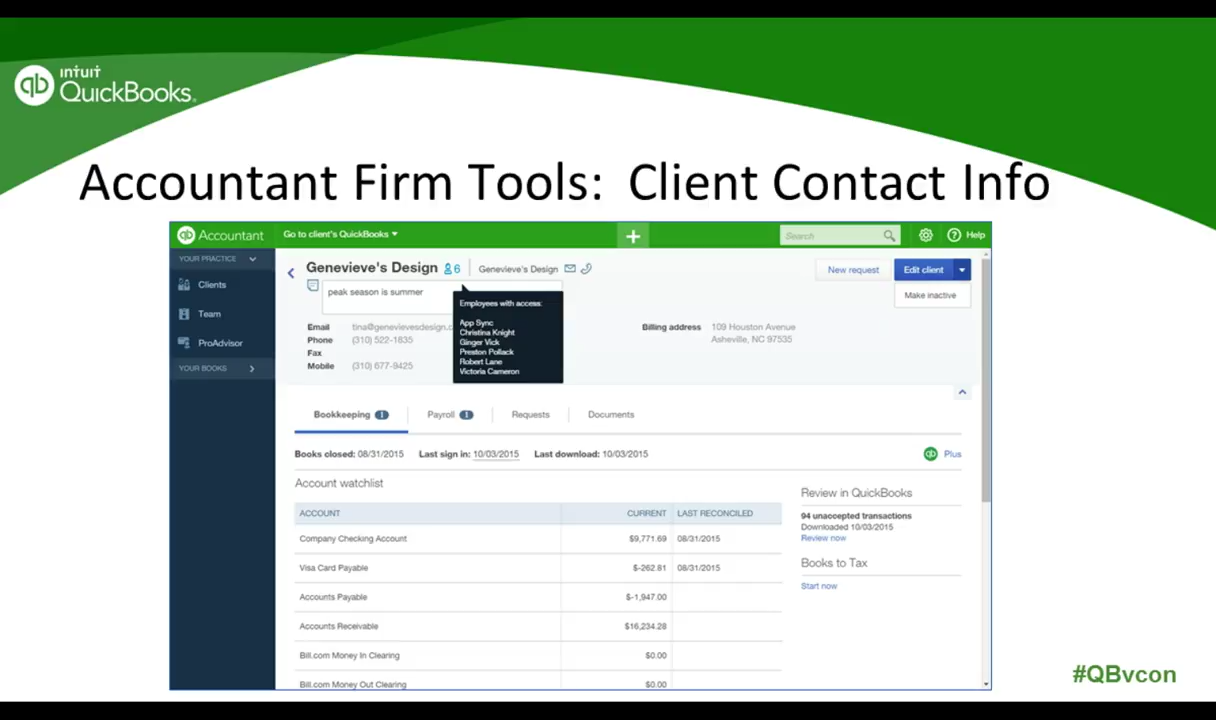 intuit
QuickBooks.
Accountant Firm Tools: Client Contact Info
qb Accountant Go to client's QuickBooks Search Help
YOUR PRACTICE
Clients
Team
ProAdvisor
YOUR BOOKS
Genevieve's Design 6 Genevieve's Design New request Edit client
Make inactive
peak season is summer
Employees with access:
App Sync
Christina Knight
Ginger Vick
Preston Pollack
Robert Lane
Victoria Cameron
Email tina@genevievesdesign.c
Phone (310) 522-1835
Fax
Mobile (310) 677-9425
Billing address 109 Houston Avenue
Asheville, NC 97535
Bookkeeping 1 Payroll 1 Requests Documents
Books closed: 08/31/2015 Last sign in: 10/03/2015 Last download: 10/03/2015 qb Plus
Account watchlist
ACCOUNT CURRENT LAST RECONCILED
Company Checking Account $9,771.69 08/31/2015
Visa Card Payable $-262.81 08/31/2015
Accounts Payable $-1,947.00
Accounts Receivable $16,234.28
Bill.com Money In Clearing $0.00
Bill.com Money Out Clearing $0.00
Review in QuickBooks
94 unaccepted transactions
Downloaded 10/03/2015
Review now
Books to Tax
Start now
#QBvcon